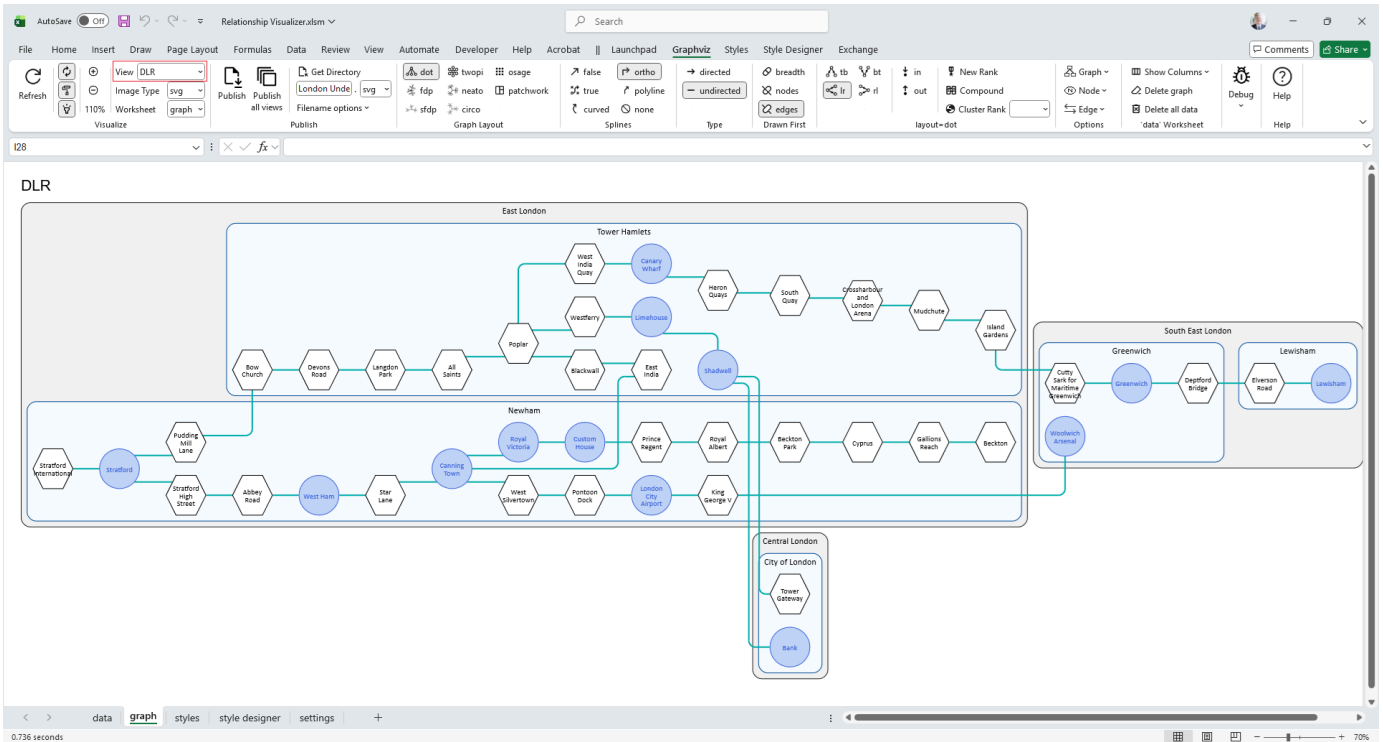 AutoSave Off Relationship Visualizer.xlsm Search
File Home Insert Draw Page Layout Formulas Data Review View Automate Developer Help Acrobat || Launchpad Graphviz Styles Style Designer Exchange Comments Share
Refresh
View DLR
Image Type svg
110% Worksheet graph
Visualize
Publish
Publish all views
Get Directory
London Unde . svg
Filename options
Publish
dot twopi osage
fdp neato patchwork
sfdp circo
Graph Layout
false ortho
true polyline
curved none
Splines
directed
undirected
Type
breadth
nodes
edges
Drawn First
tb bt in New Rank
lr rl out Compound
Cluster Rank
layout=dot
Graph
Node
Edge
Options
Show Columns
Delete graph
Delete all data
'data' Worksheet
Debug
Help
Help
I28 fx
DLR
East London
Tower Hamlets
West
India
Quay
Canary
Wharf
Heron
Quays
South
Quay
Crossharbour
and
London
Arena
Mudchute
Island
Gardens
Westferry
Limehouse
Poplar
Shadwell
Bow
Church
Devons
Road
Langdon
Park
All
Saints
Blackwall
East
India
South East London
Greenwich
Lewisham
Cutty
Sark for
Maritime
Greenwich
Greenwich
Deptford
Bridge
Elverson
Road
Lewisham
Woolwich
Arsenal
Newham
Pudding
Mill
Lane
Royal
Victoria
Custom
House
Prince
Regent
Royal
Albert
Beckton
Park
Cyprus
Gallions
Reach
Beckton
Stratford
International
Stratford
Canning
Town
Stratford
High
Street
Abbey
Road
West Ham
Star
Lane
West
Silvertown
Pontoon
Dock
London
City
Airport
King
George V
Central London
City of London
Tower
Gateway
Bank
data graph styles style designer settings +
0.736 seconds 70%